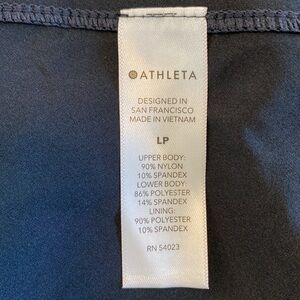 ATHLETA
DESIGNED IN
SAN FRANCISCO
MADE IN VIETNAM
LP
UPPER BODY:
90% NYLON
10% SPANDEX
LOWER BODY:
86% POLYESTER
14% SPANDEX
LINING:
90% POLYESTER
10% SPANDEX
RN 54023